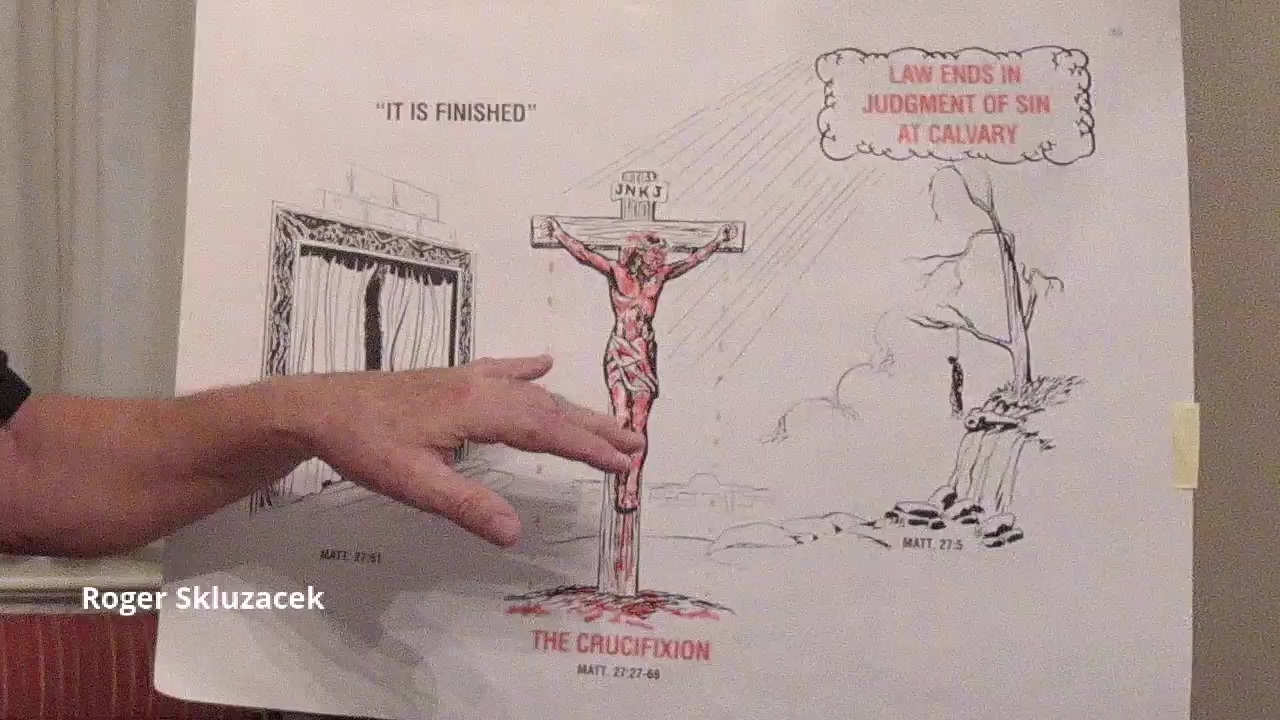 LAW ENDS IN
JUDGMENT OF SIN
AT CALVARY
"IT IS FINISHED"
JNKJ
MATT. 27:51
MATT. 27:5
Roger Skluzacek
THE CRUCIFIXION
MATT. 27:27-66